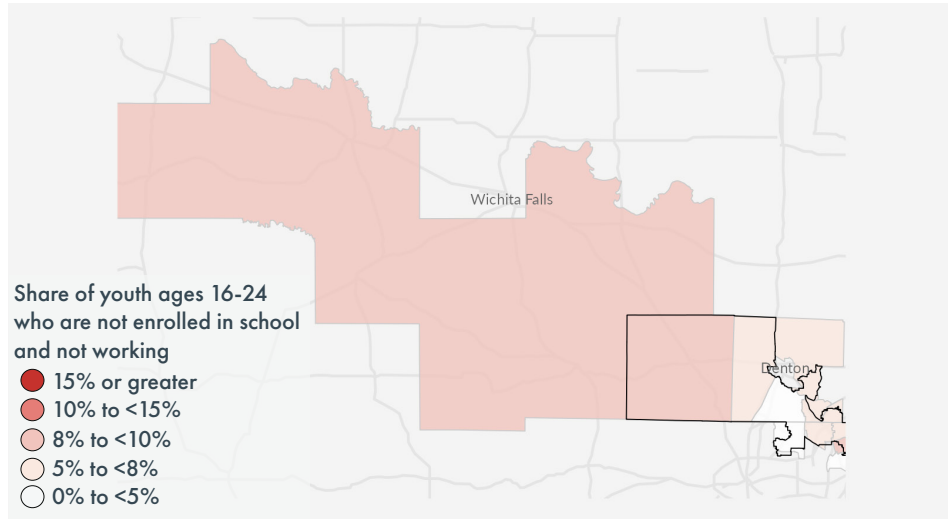 Wichita Falls
Share of youth ages 16-24
who are not enrolled in school
and not working
15% or greater
10% to <15%
8% to <10%
5% to <8%
0% to <5%
Denton